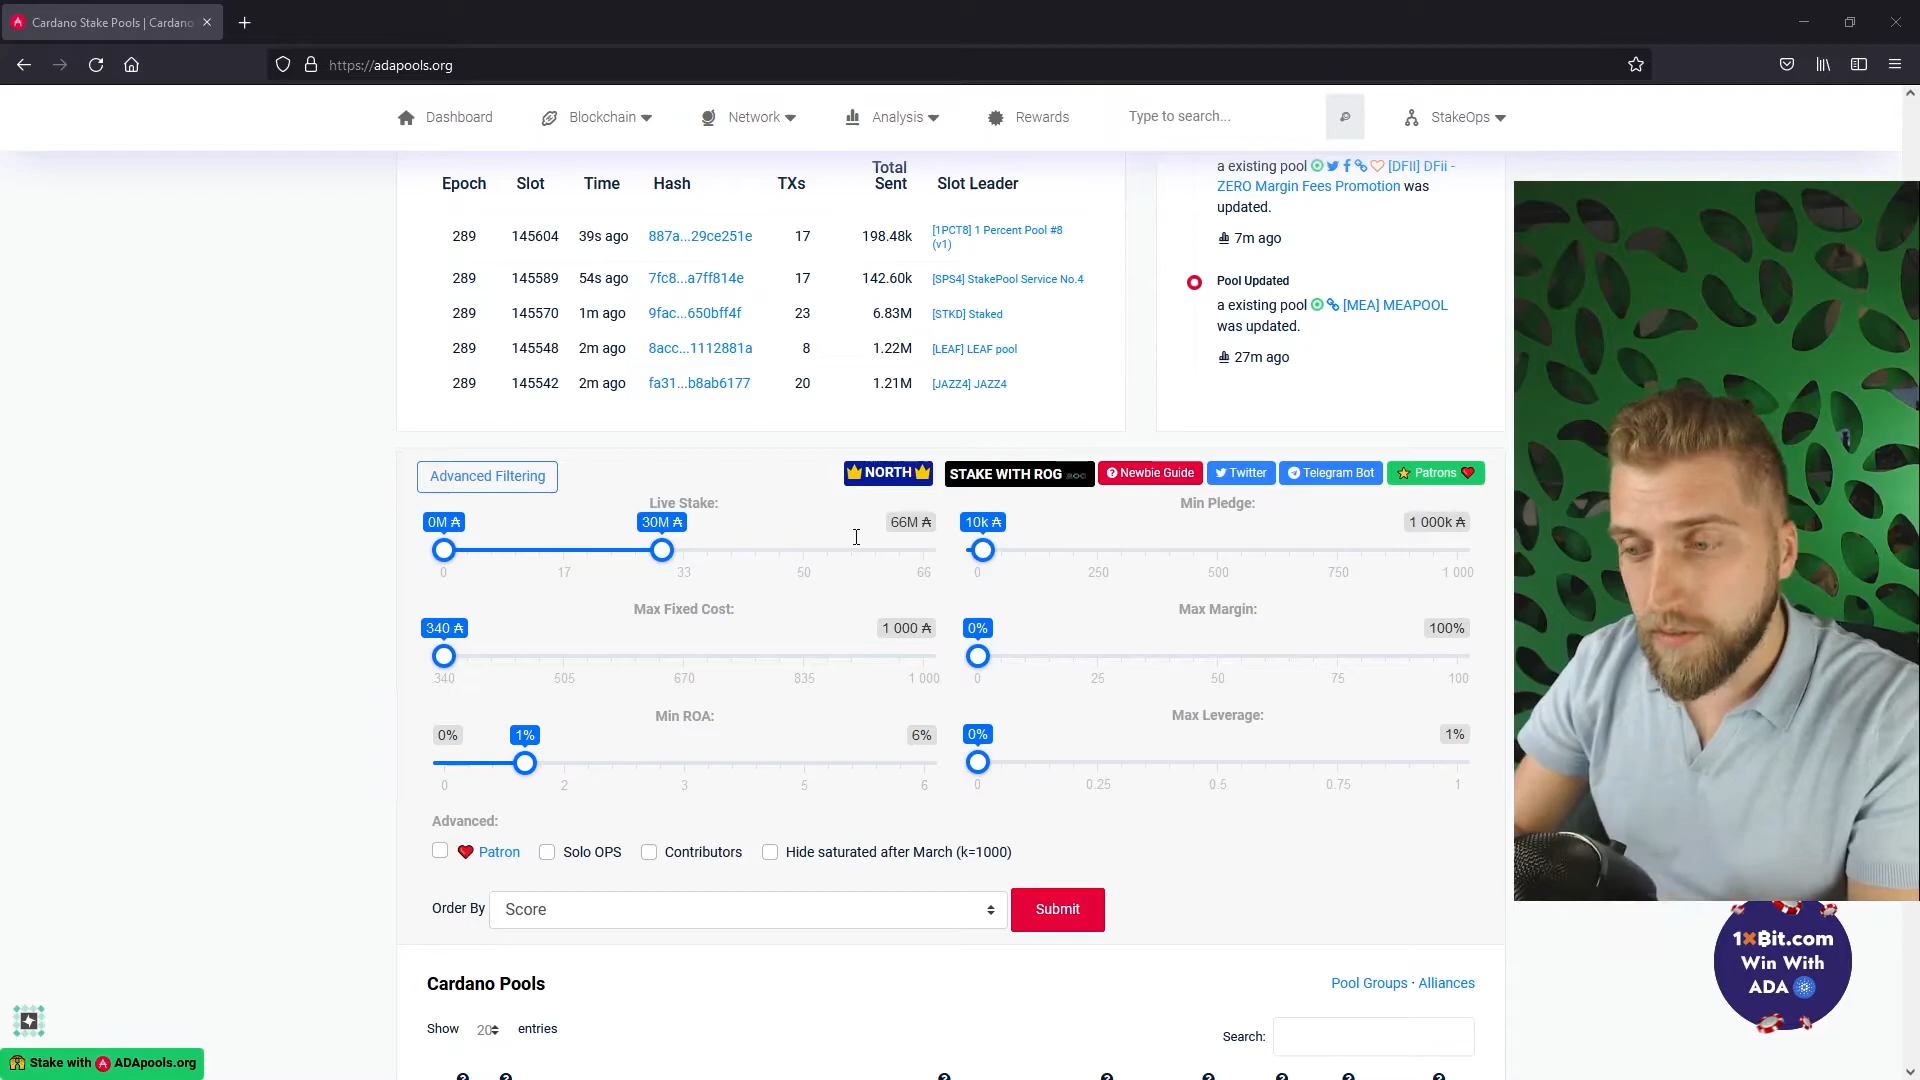 Cardano Stake Pools | Cardano
https://adapools.org
Dashboard Blockchain Network Analysis Rewards Type to search... StakeOps
Epoch Slot Time Hash TXs Total Sent Slot Leader
289 145604 39s ago 887a...29ce251e 17 198.48k [1PCT8] 1 Percent Pool #8 (v1)
289 145589 54s ago 7fc8...a7ff814e 17 142.60k [SPS4] StakePool Service No.4
289 145570 1m ago 9fac...650bff4f 23 6.83M [STKD] Staked
289 145548 2m ago 8acc...1112881a 8 1.22M [LEAF] LEAF pool
289 145542 2m ago fa31...b8ab6177 20 1.21M [JAZZ4] JAZZ4
a existing pool [DFII] DFii -
ZERO Margin Fees Promotion was
updated.
7m ago
Pool Updated
a existing pool [MEA] MEAPOOL
was updated.
27m ago
Advanced Filtering NORTH STAKE WITH ROG Newbie Guide Twitter Telegram Bot Patrons
Live Stake:
0M ₳ 30M ₳ 66M ₳
0 17 33 50 66
Min Pledge:
10k ₳ 1 000k ₳
0 250 500 750 1 000
Max Fixed Cost:
340 ₳ 1 000 ₳
340 505 670 835 1 000
Max Margin:
0% 100%
0 25 50 75 100
Min ROA:
0% 1% 6%
0 2 3 5 6
Max Leverage:
0% 1%
0 0.25 0.5 0.75 1
Advanced:
Patron Solo OPS Contributors Hide saturated after March (k=1000)
Order By Score Submit
Cardano Pools Pool Groups · Alliances
Show 20 entries Search:
Stake with ADApools.org
1xBit.com
Win With
ADA